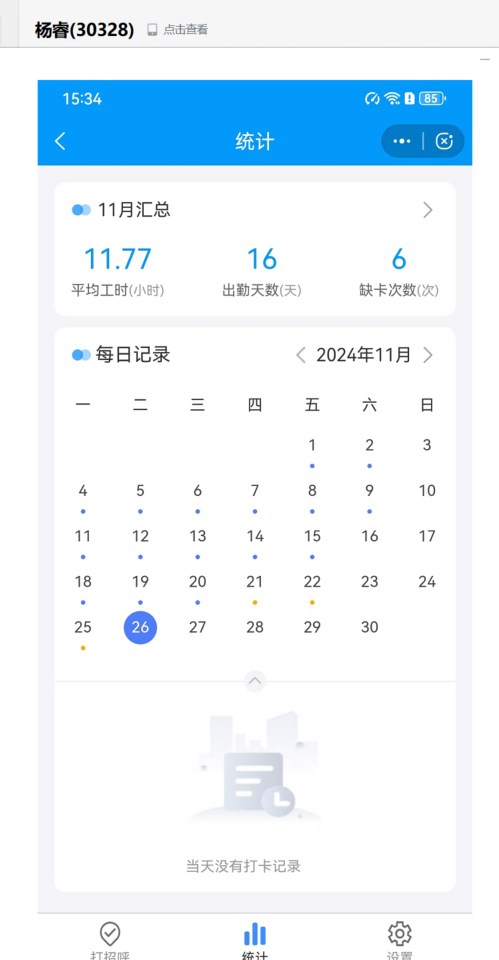 杨睿(30328) 点击查看
15:34 85
统计
11月汇总
11.77 16 6
平均工时(小时) 出勤天数(天) 缺卡次数(次)
每日记录 2024年11月
一 二 三 四 五 六 日
1 2 3
4 5 6 7 8 9 10
11 12 13 14 15 16 17
18 19 20 21 22 23 24
25 26 27 28 29 30
当天没有打卡记录
打招呼 统计 设置